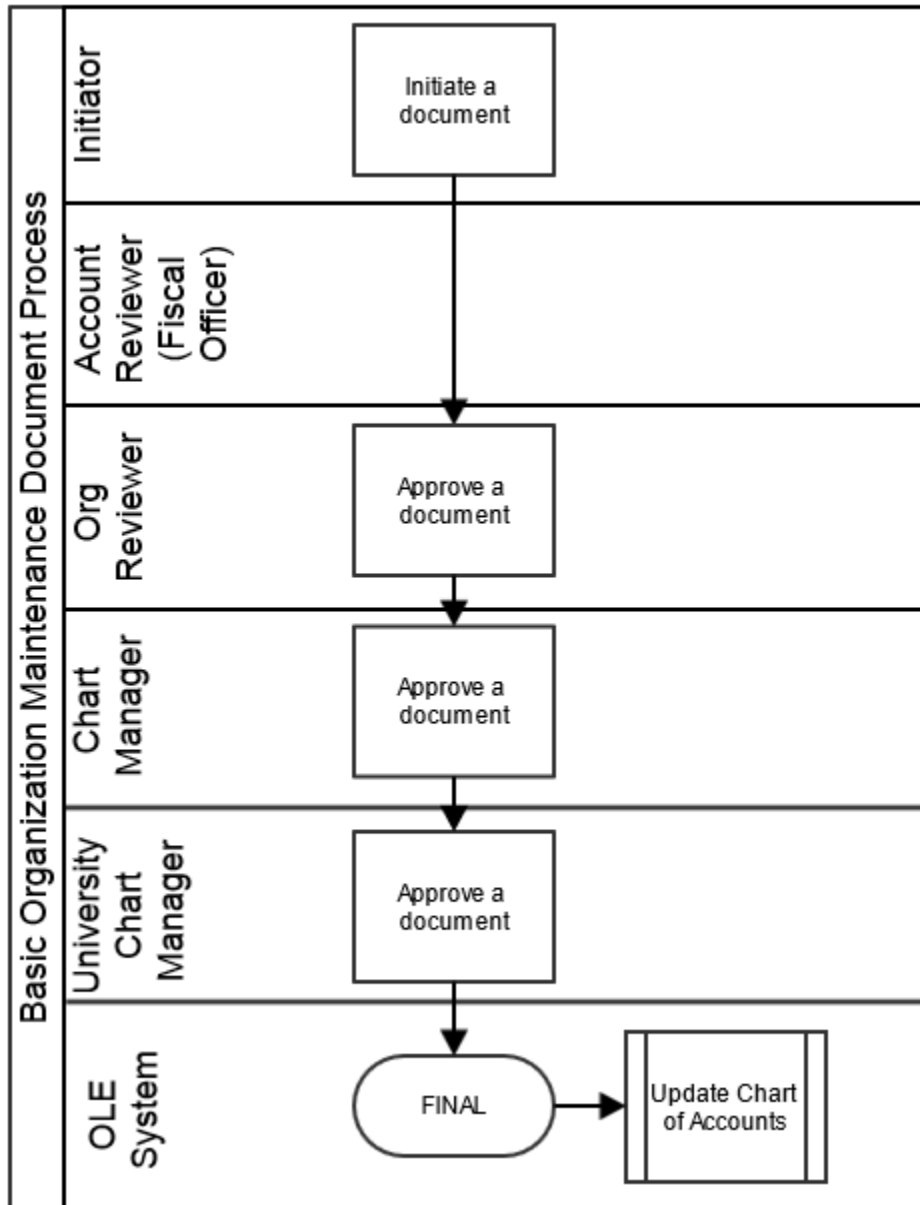 Basic Organization Maintenance Document Process
Initiator
Initiate a
document
Account
Reviewer
(Fiscal
Officer)
Org
Reviewer
Approve a
document
Chart
Manager
Approve a
document
University
Chart
Manager
Approve a
document
OLE
System
FINAL
Update Chart
of Accounts